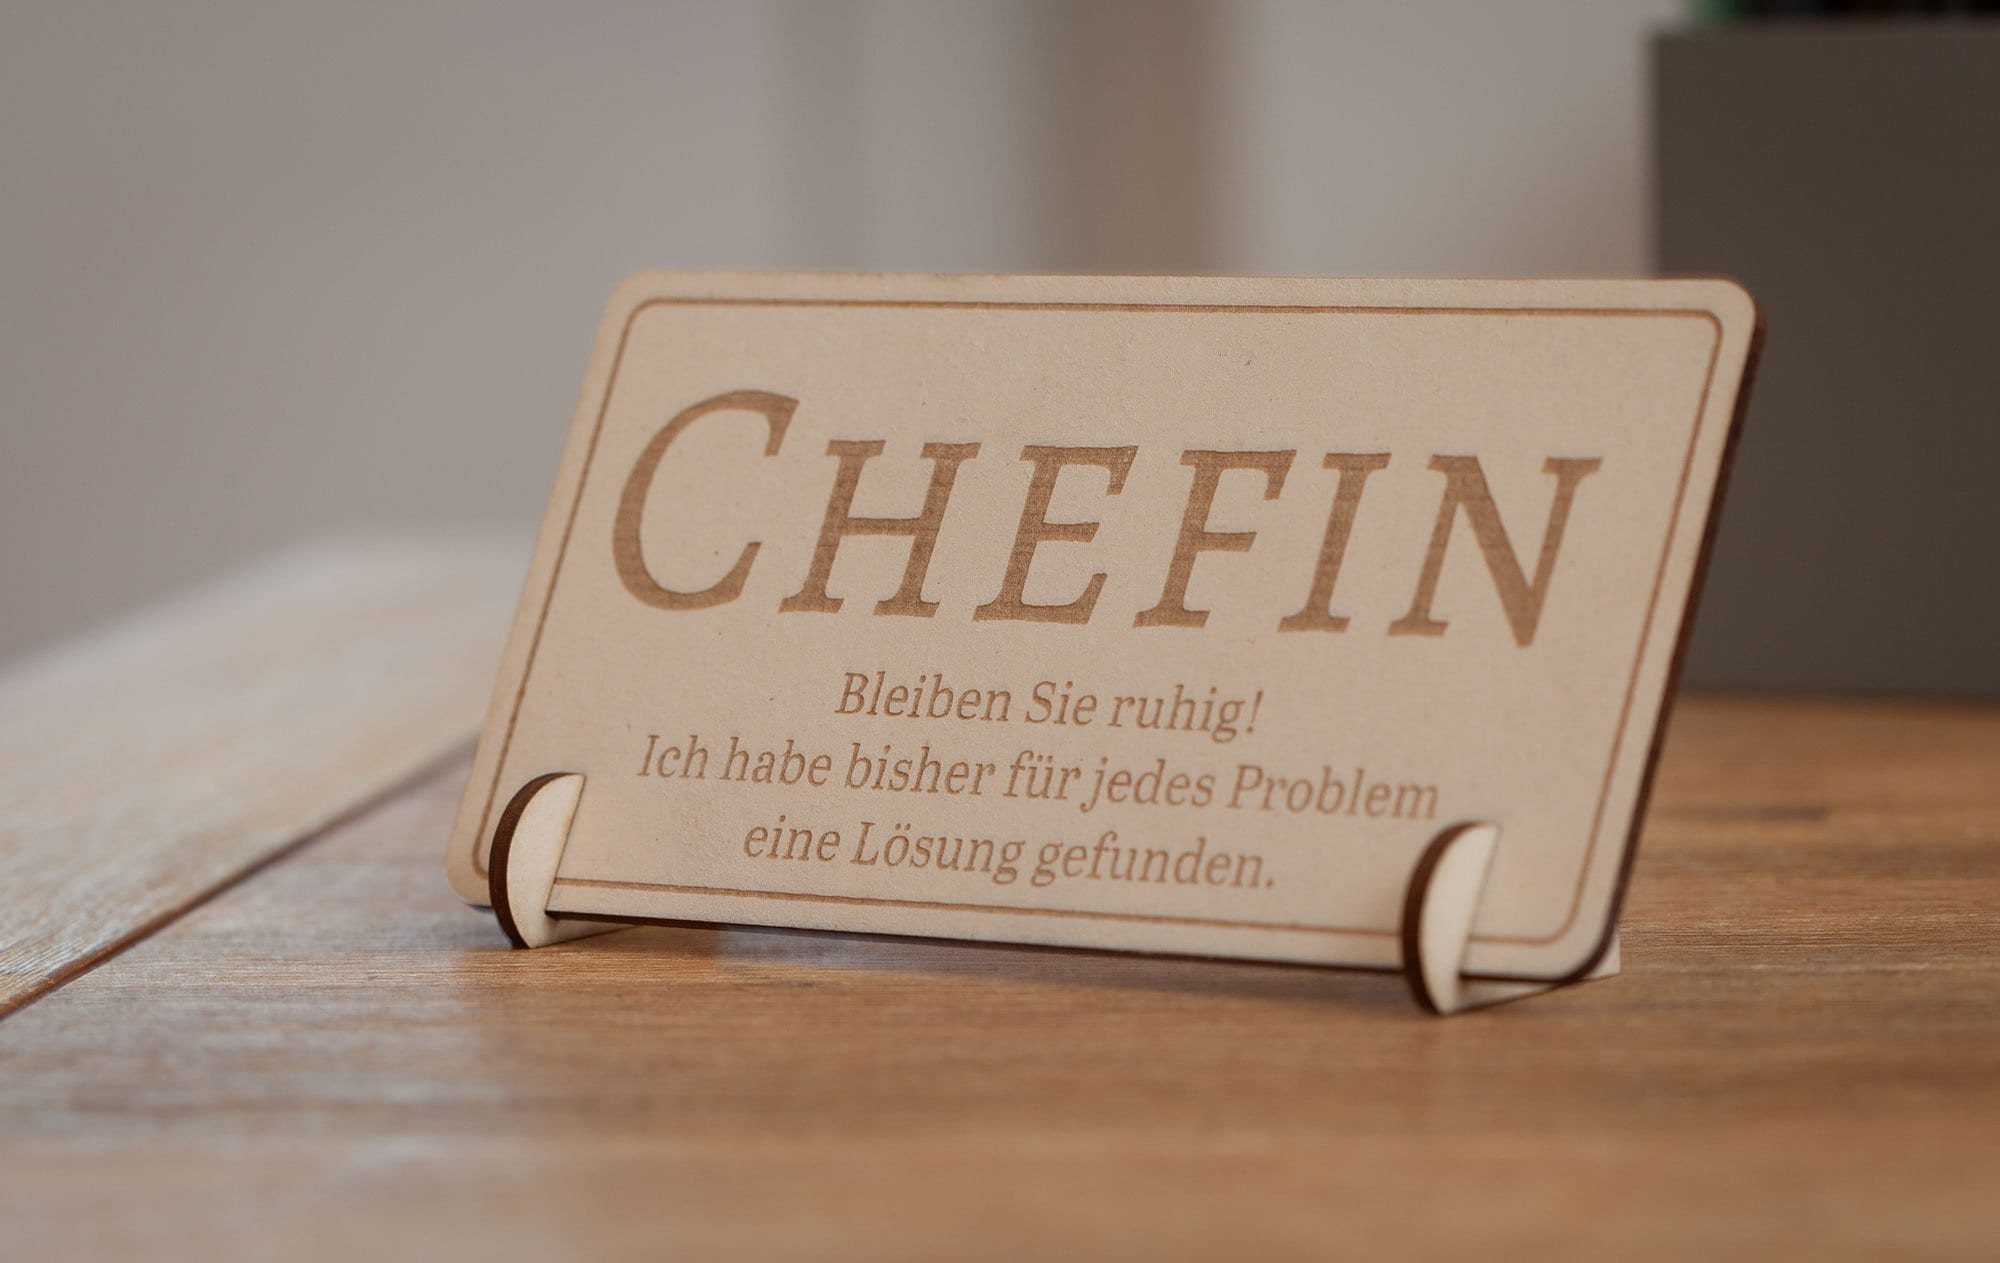 CHEFIN
Bleiben Sie ruhig!
Ich habe bisher für jedes Problem
eine Lösung gefunden.